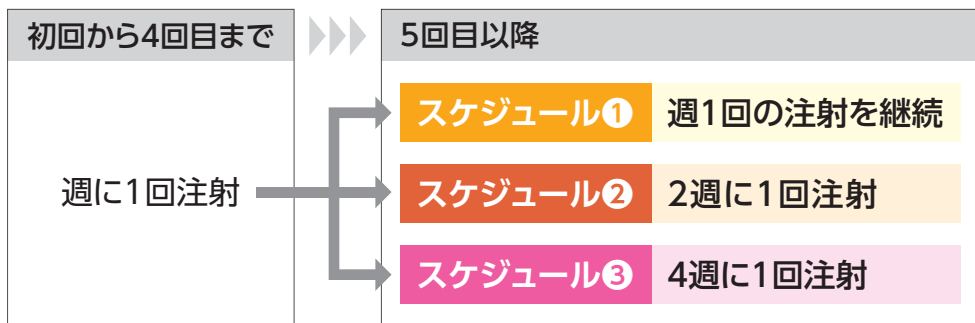 初回から4回目まで
5回目以降
週に1回注射
スケジュール❶ 週1回の注射を継続
スケジュール❷ 2週に1回注射
スケジュール❸ 4週に1回注射